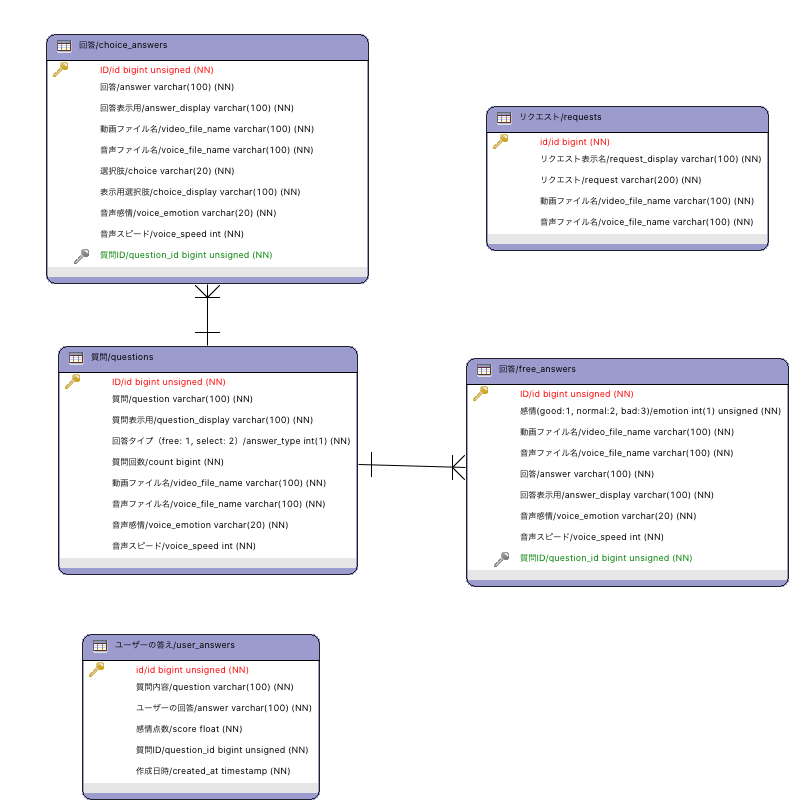 回答/choice_answers
ID/id bigint unsigned (NN)
回答/answer varchar(100) (NN)
回答表示用/answer_display varchar(100) (NN)
動画ファイル名/video_file_name varchar(100) (NN)
音声ファイル名/voice_file_name varchar(100) (NN)
選択肢/choice varchar(20) (NN)
表示用選択肢/choice_display varchar(100) (NN)
音声感情/voice_emotion varchar(20) (NN)
音声スピード/voice_speed int (NN)
質問ID/question_id bigint unsigned (NN)
リクエスト/requests
id/id bigint (NN)
リクエスト表示名/request_display varchar(100) (NN)
リクエスト/request varchar(200) (NN)
動画ファイル名/video_file_name varchar(100) (NN)
音声ファイル名/voice_file_name varchar(100) (NN)
質問/questions
ID/id bigint unsigned (NN)
質問/question varchar(100) (NN)
質問表示用/question_display varchar(100) (NN)
回答タイプ（free: 1, select: 2）/answer_type int(1) (NN)
質問回数/count bigint (NN)
動画ファイル名/video_file_name varchar(100) (NN)
音声ファイル名/voice_file_name varchar(100) (NN)
音声感情/voice_emotion varchar(20) (NN)
音声スピード/voice_speed int (NN)
回答/free_answers
ID/id bigint unsigned (NN)
感情(good:1, normal:2, bad:3)/emotion int(1) unsigned (NN)
動画ファイル名/video_file_name varchar(100) (NN)
音声ファイル名/voice_file_name varchar(100) (NN)
回答/answer varchar(100) (NN)
回答表示用/answer_display varchar(100) (NN)
音声感情/voice_emotion varchar(20) (NN)
音声スピード/voice_speed int (NN)
質問ID/question_id bigint unsigned (NN)
ユーザーの答え/user_answers
id/id bigint unsigned (NN)
質問内容/question varchar(100) (NN)
ユーザーの回答/answer varchar(100) (NN)
感情点数/score float (NN)
質問ID/question_id bigint unsigned (NN)
作成日時/created_at timestamp (NN)